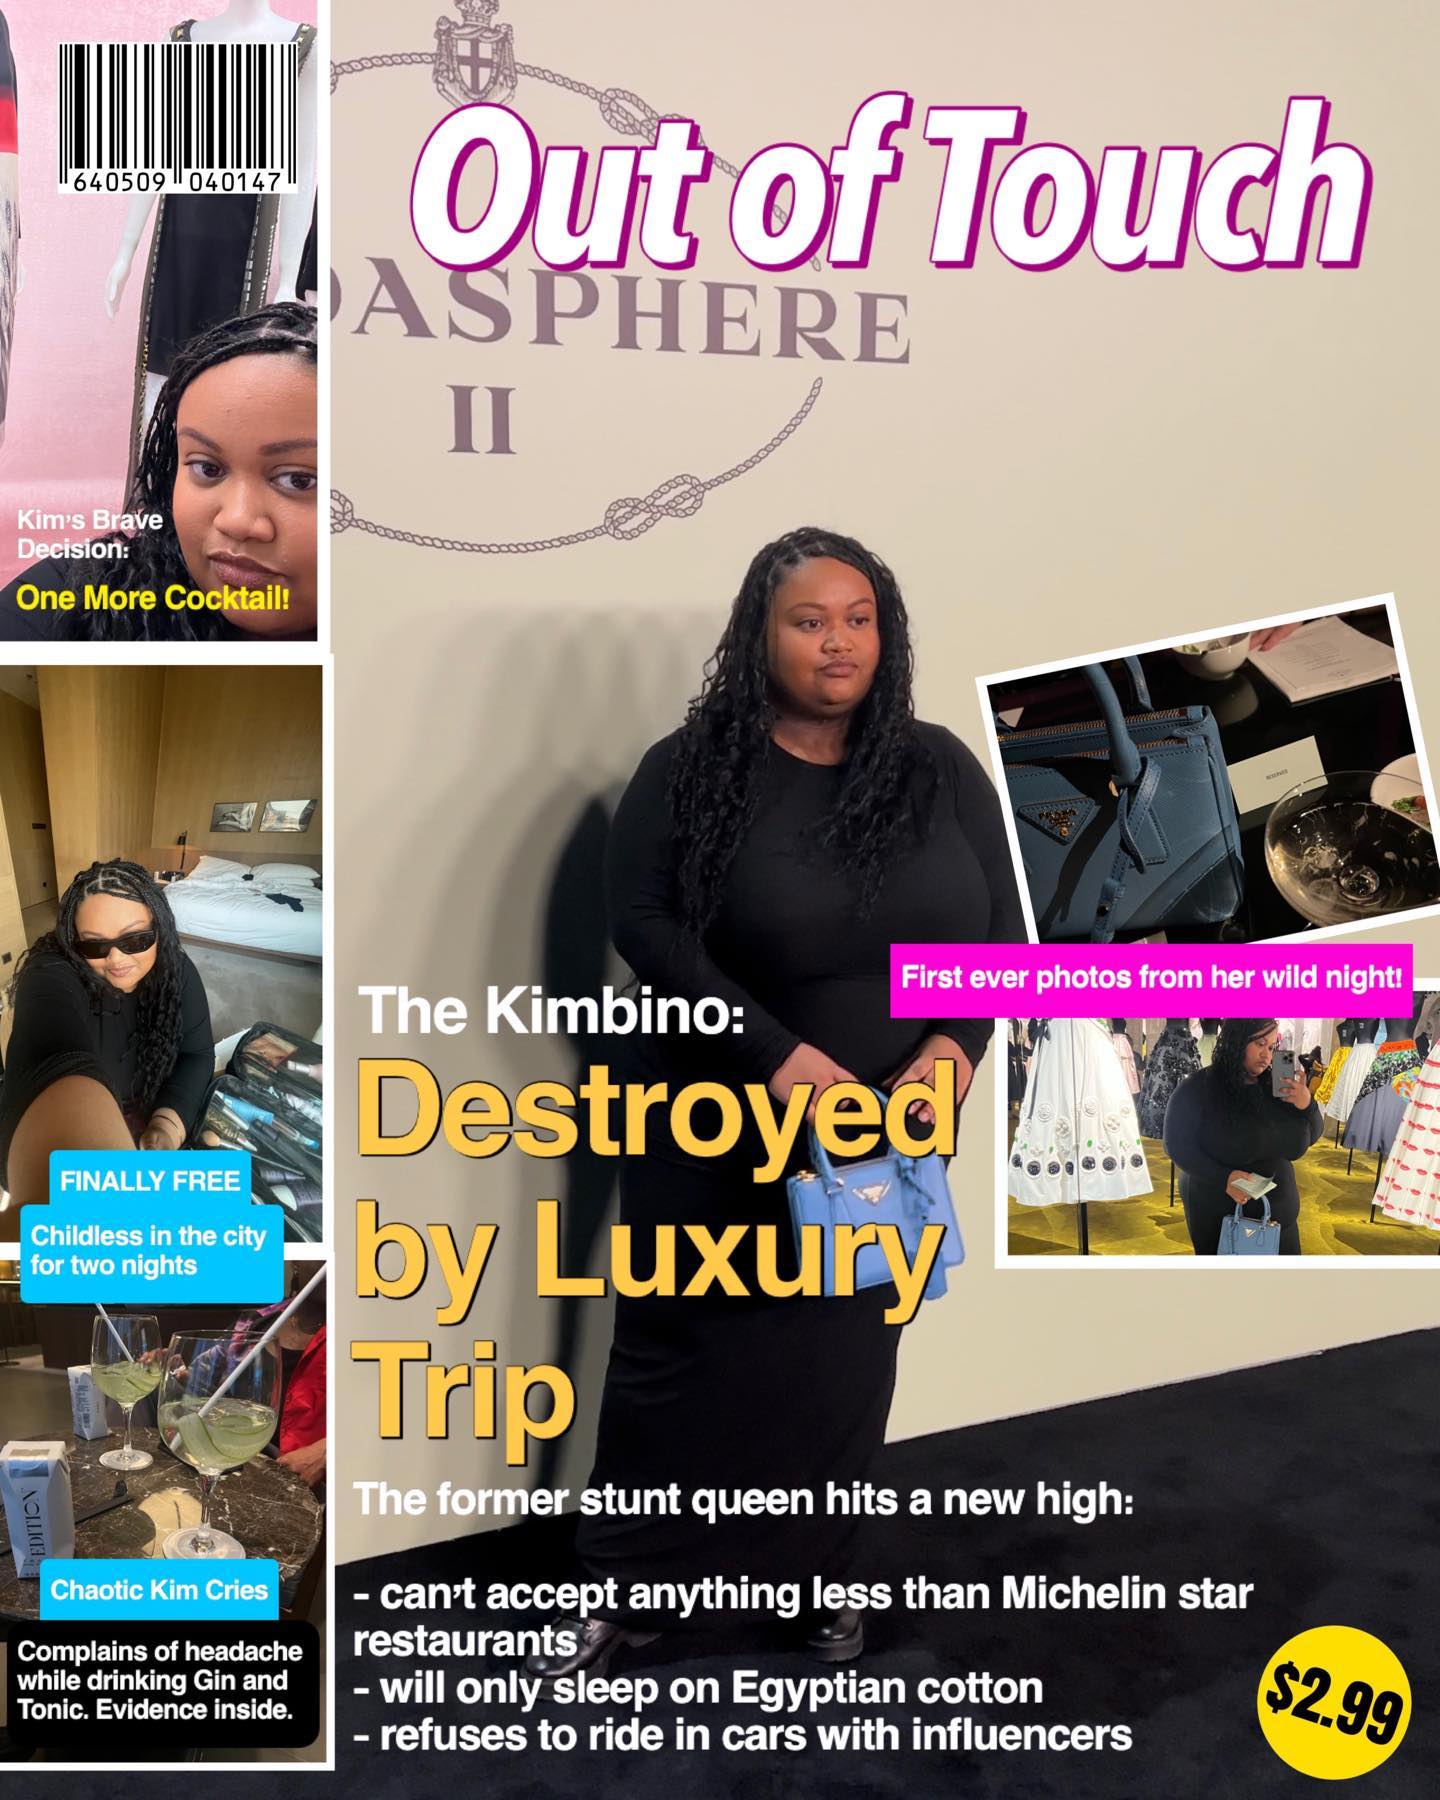 640509 040147
Out of Touch
DASPHERE
II
Kim's Brave
Decision:
One More Cocktail!
RESERVED
PRADA
First ever photos from her wild night!
The Kimbino:
Destroyed
by Luxury
Trip
FINALLY FREE
Childless in the city
for two nights
EDITION
Chaotic Kim Cries
Complains of headache
while drinking Gin and
Tonic. Evidence inside.
The former stunt queen hits a new high:
- can't accept anything less than Michelin star
restaurants
- will only sleep on Egyptian cotton
- refuses to ride in cars with influencers
$2.99